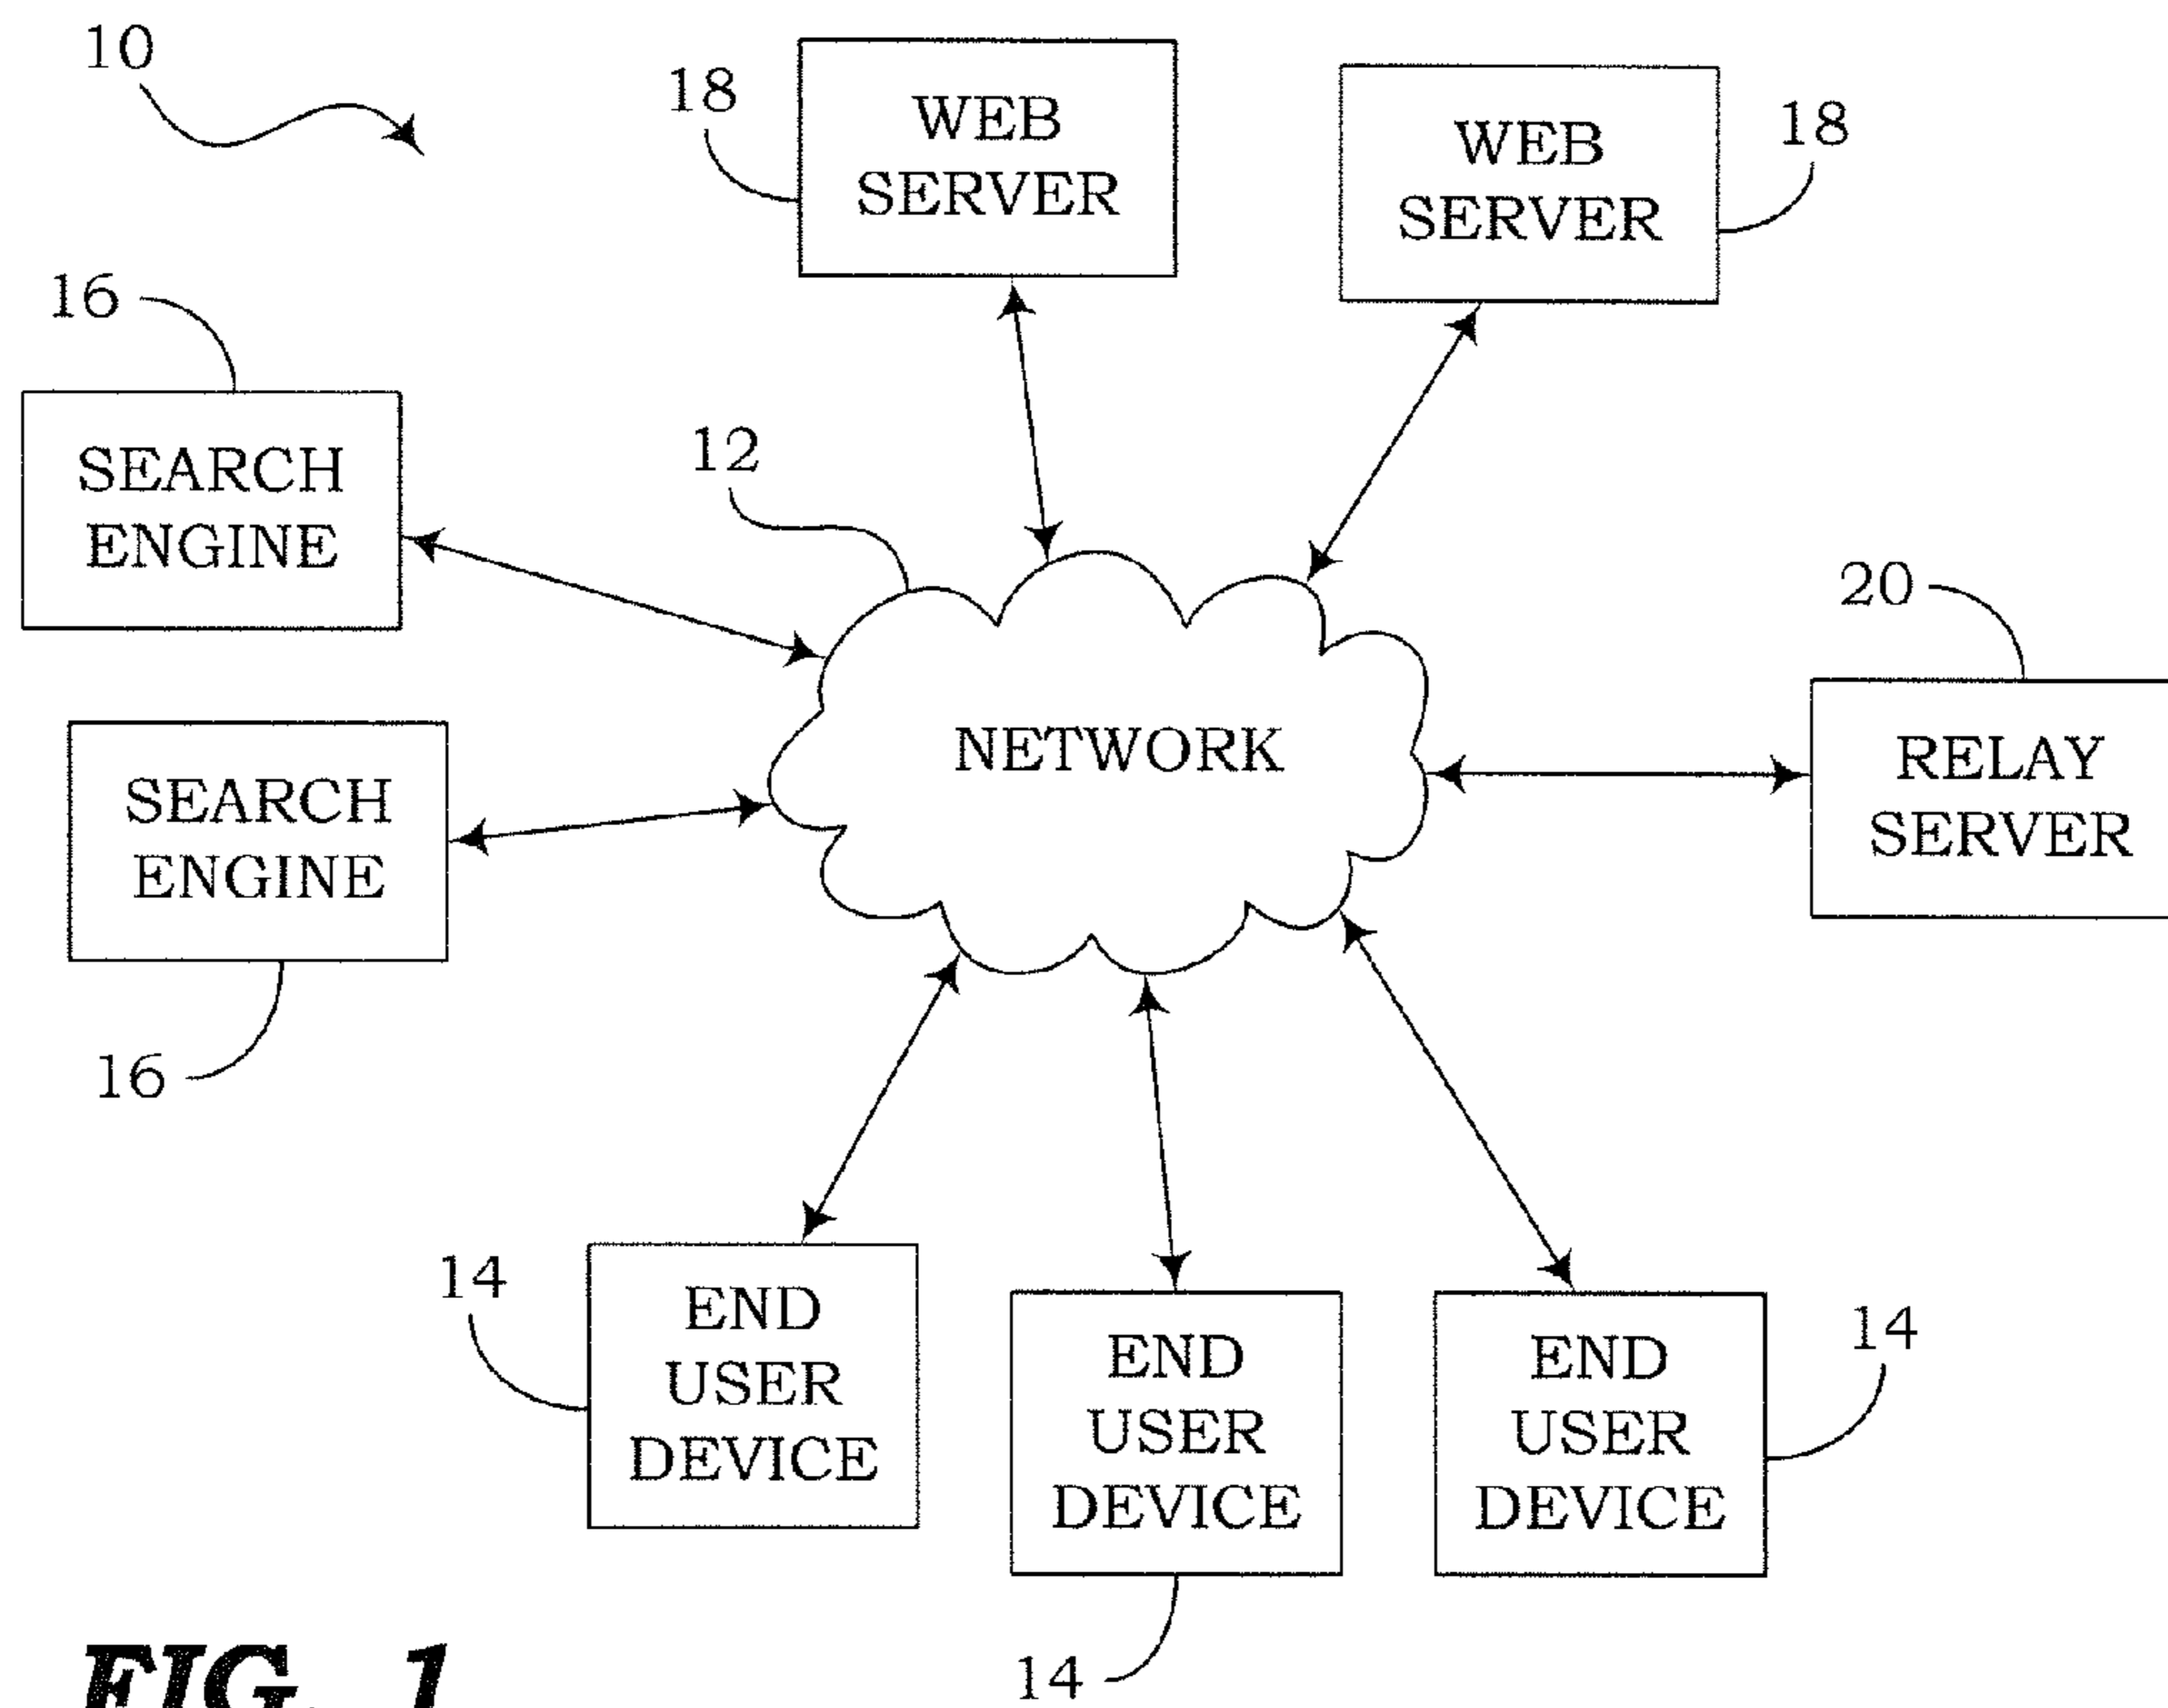 10
18
WEB
SERVER
WEB
SERVER
18
16
SEARCH
ENGINE
12
20
SEARCH
ENGINE
NETWORK
RELAY
SERVER
16
14
END
USER
DEVICE
END
USER
DEVICE
END
USER
DEVICE
14
14
FIG. 1